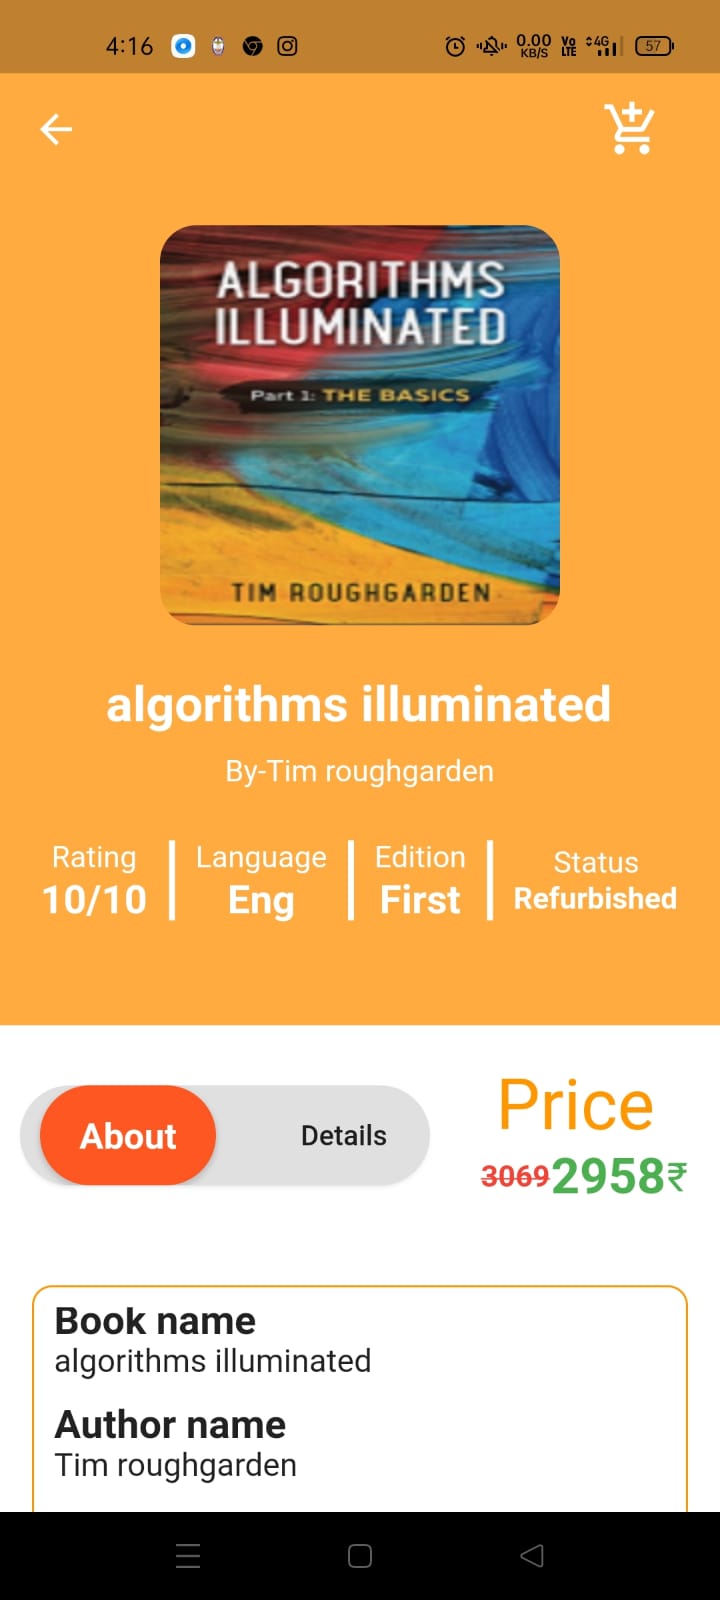 4:16
0.00
KB/S
Vo
LTE
4G
57
ALGORITHMS
ILLUMINATED
Part 1: THE BASICS
TIM ROUGHGARDEN
algorithms illuminated
By-Tim roughgarden
Rating
10/10
Language
Eng
Edition
First
Status
Refurbished
About
Details
Price
3069 2958₹
Book name
algorithms illuminated
Author name
Tim roughgarden